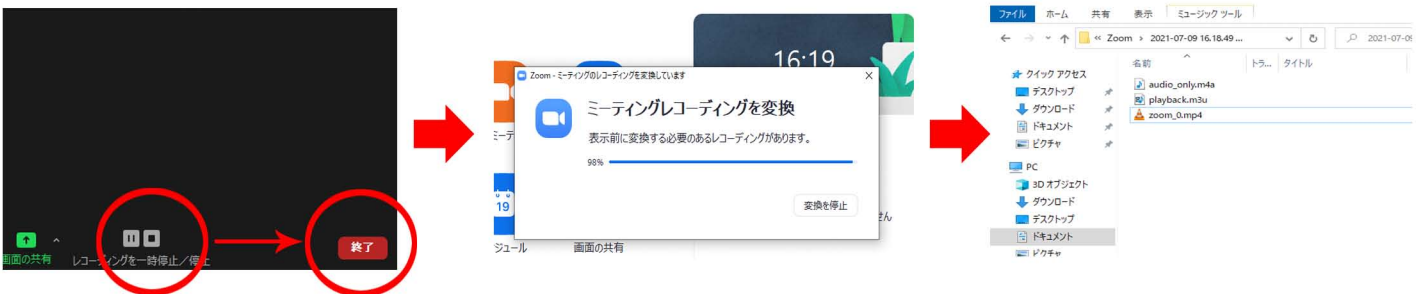 画面の共有
レコーディングを一時停止／停止
終了
16:19
Zoom - ミーティングのレコーディングを変換しています
ミーティングレコーディングを変換
表示前に変換する必要のあるレコーディングがあります。
98%
変換を停止
19
ジュール
画面の共有
せん
ファイル ホーム 共有 表示 ミュージック ツール
« Zoom › 2021-07-09 16.18.49 ...
2021-07-09
名前 トラ... タイトル
クイック アクセス
デスクトップ
ダウンロード
ドキュメント
ピクチャ
PC
3D オブジェクト
ダウンロード
デスクトップ
ドキュメント
ピクチャ
audio_only.m4a
playback.m3u
zoom_0.mp4